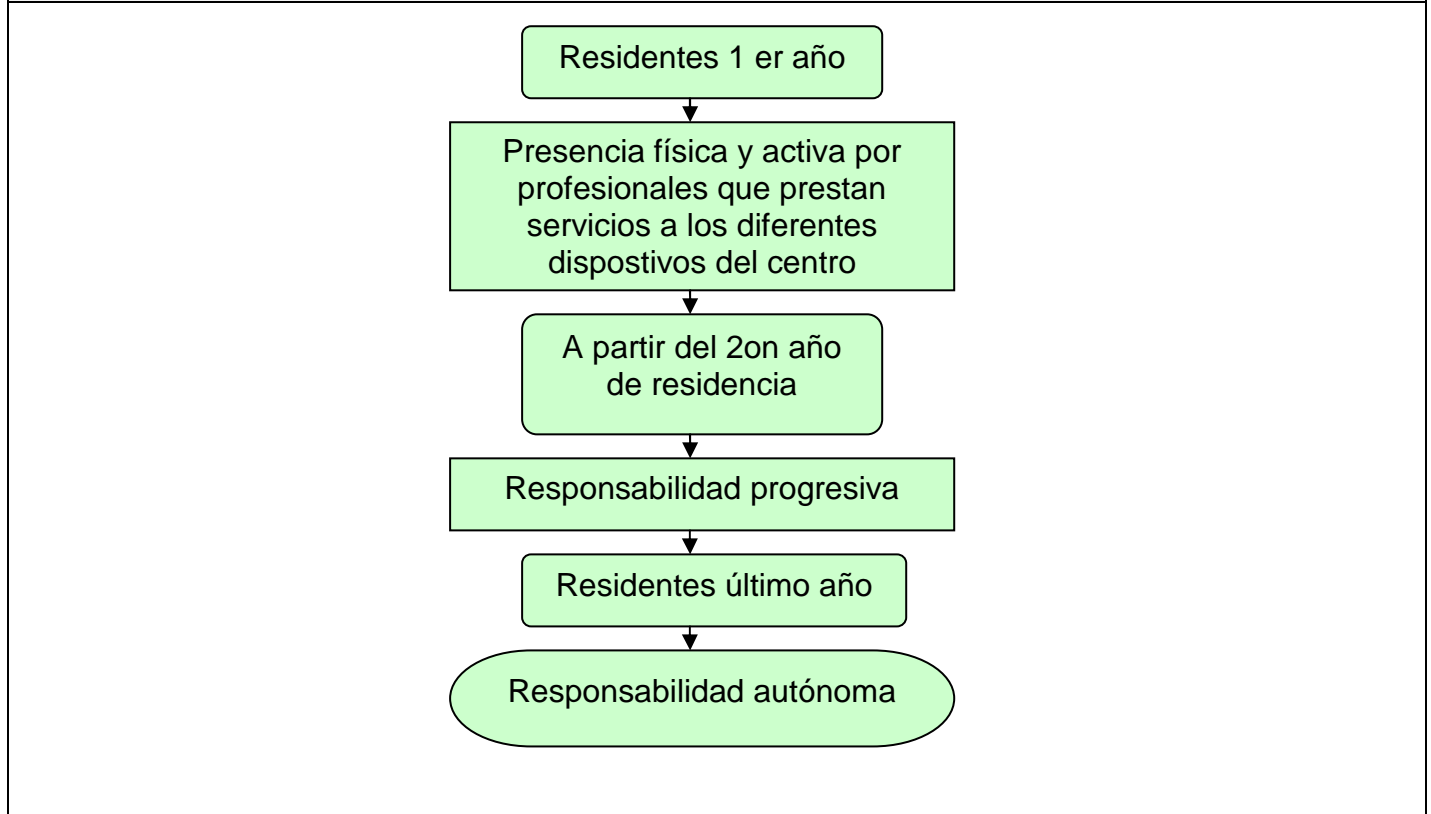 Residentes 1 er año
Presencia física y activa por
profesionales que prestan
servicios a los diferentes
dispostivos del centro
A partir del 2on año
de residencia
Responsabilidad progresiva
Residentes último año
Responsabilidad autónoma